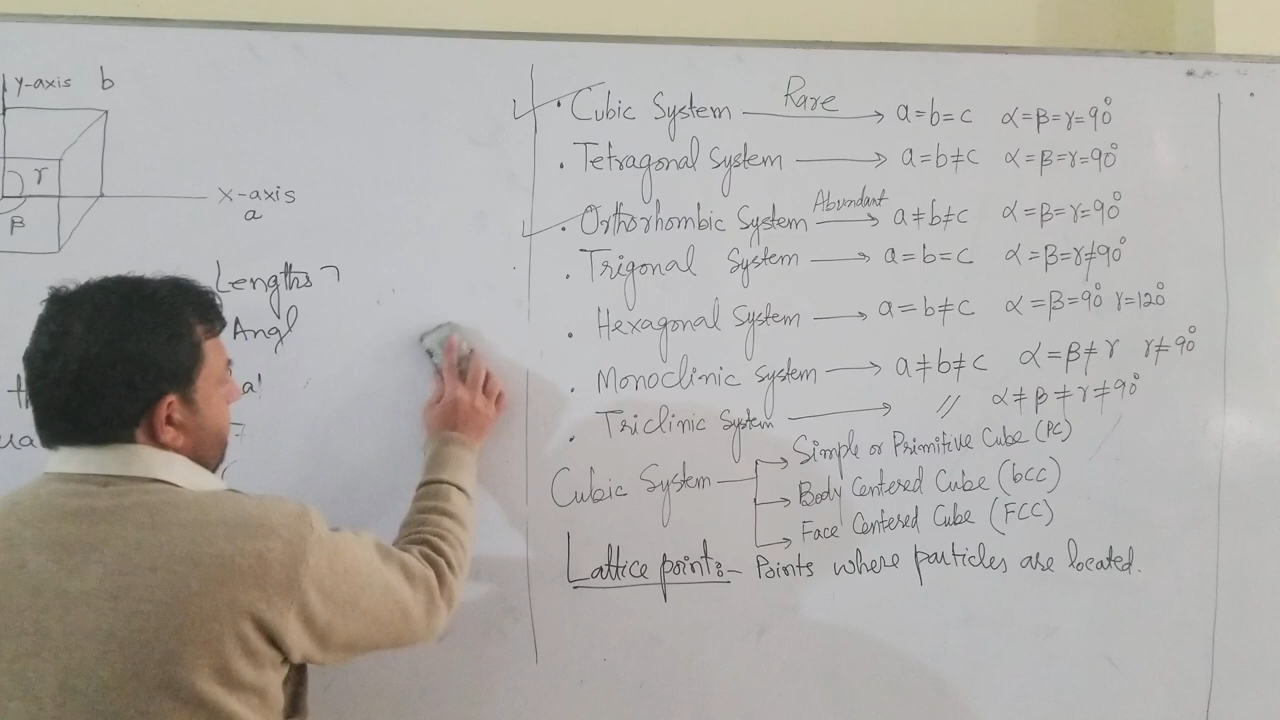 y-axis b
r
x-axis
a
β
Lengths
Angl
• Cubic System Rare → a=b=c α=β=r=90°
• Tetragonal System → a=b≠c α=β=r=90°
• Orthorhombic System Abundant → a≠b≠c α=β=r=90°
• Trigonal System → a=b=c α=β=r≠90°
• Hexagonal System → a=b≠c α=β=90° r=120°
• Monoclinic System → a≠b≠c α=β≠r r≠90°
• Triclinic System → // α≠β≠r≠90°
Cubic System → Simple or Primitive Cube (PC)
→ Body Centered Cube (bCC)
→ Face Centered Cube (FCC)
Lattice point:- Points where particles are located.